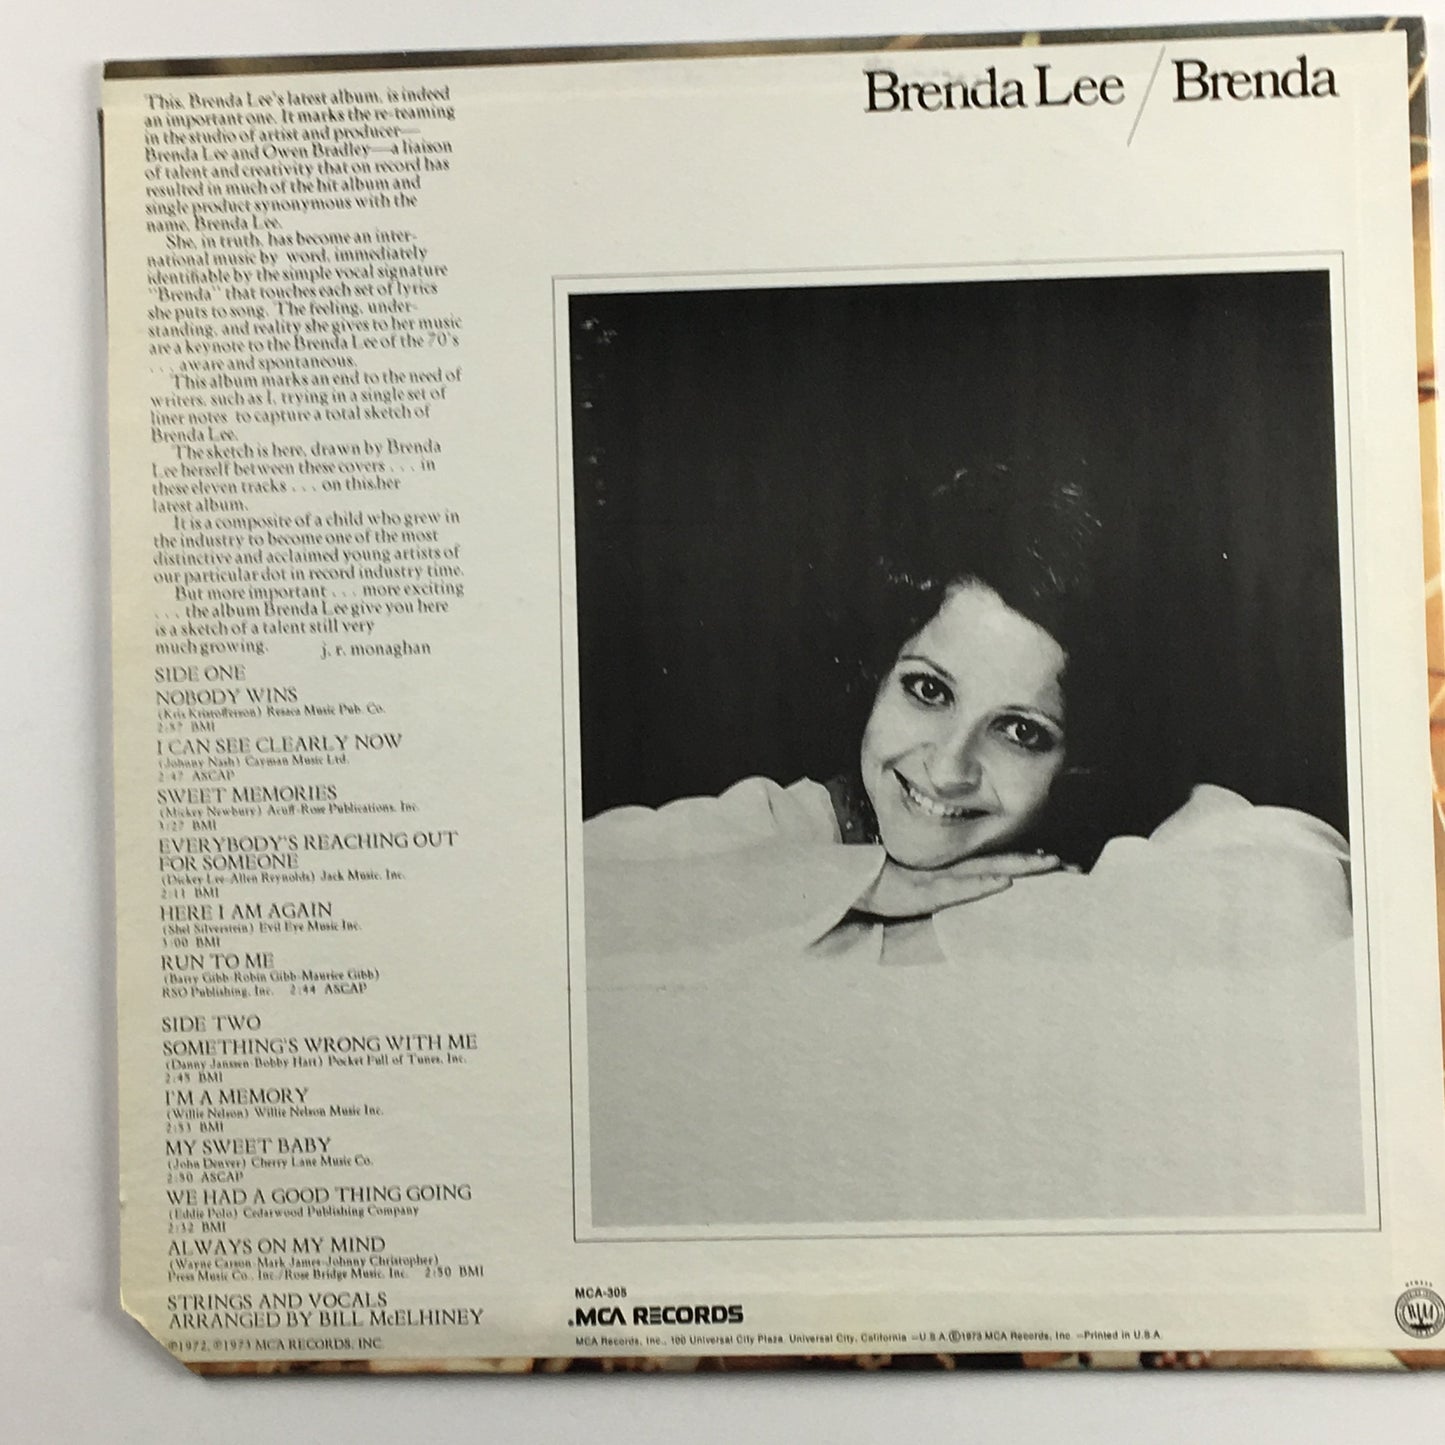 Brenda Lee / Brenda
This, Brenda Lee's latest album, is indeed
an important one. It marks the re-teaming
in the studio of artist and producer—
Brenda Lee and Owen Bradley—a liaison
of talent and creativity that on record has
resulted in much of the hit album and
single product synonymous with the
name, Brenda Lee.
She, in truth, has become an inter-
national music by word, immediately
identifiable by the simple vocal signature
"Brenda" that touches each set of lyrics
she puts to song. The feeling, under-
standing, and reality she gives to her music
are a keynote to the Brenda Lee of the 70's
. . . aware and spontaneous.
This album marks an end to the need of
writers, such as I, trying in a single set of
liner notes to capture a total sketch of
Brenda Lee.
The sketch is here, drawn by Brenda
Lee herself between these covers . . . in
these eleven tracks . . . on this, her
latest album.
It is a composite of a child who grew in
the industry to become one of the most
distinctive and acclaimed young artists of
our particular dot in record industry time.
But more important . . . more exciting
. . . the album Brenda Lee give you here
is a sketch of a talent still very
much growing. j. r. monaghan
SIDE ONE
NOBODY WINS
(Kris Kristofferson) Resaca Music Pub. Co.
2:57 BMI
I CAN SEE CLEARLY NOW
(Johnny Nash) Cayman Music Ltd.
2:47 ASCAP
SWEET MEMORIES
(Mickey Newbury) Acuff-Rose Publications, Inc.
3:27 BMI
EVERYBODY'S REACHING OUT
FOR SOMEONE
(Dickey Lee-Allen Reynolds) Jack Music, Inc.
2:11 BMI
HERE I AM AGAIN
(Shel Silverstein) Evil Eye Music Inc.
3:00 BMI
RUN TO ME
(Barry Gibb-Robin Gibb-Maurice Gibb)
RSO Publishing, Inc. 2:44 ASCAP
SIDE TWO
SOMETHING'S WRONG WITH ME
(Danny Janssen-Bobby Hart) Pocket Full of Tunes, Inc.
2:45 BMI
I'M A MEMORY
(Willie Nelson) Willie Nelson Music Inc.
2:53 BMI
MY SWEET BABY
(John Denver) Cherry Lane Music Co.
2:50 ASCAP
WE HAD A GOOD THING GOING
(Eddie Polo) Cedarwood Publishing Company
2:32 BMI
ALWAYS ON MY MIND
(Wayne Carson-Mark James-Johnny Christopher)
Press Music Co., Inc./Rose Bridge Music, Inc. 2:50 BMI
STRINGS AND VOCALS
ARRANGED BY BILL McELHINEY
℗1972, ℗1973 MCA RECORDS, INC.
MCA-305
MCA RECORDS
MCA Records, Inc., 100 Universal City Plaza, Universal City, California —U.S.A. ©1973 MCA Records, Inc. —Printed in U.S.A.